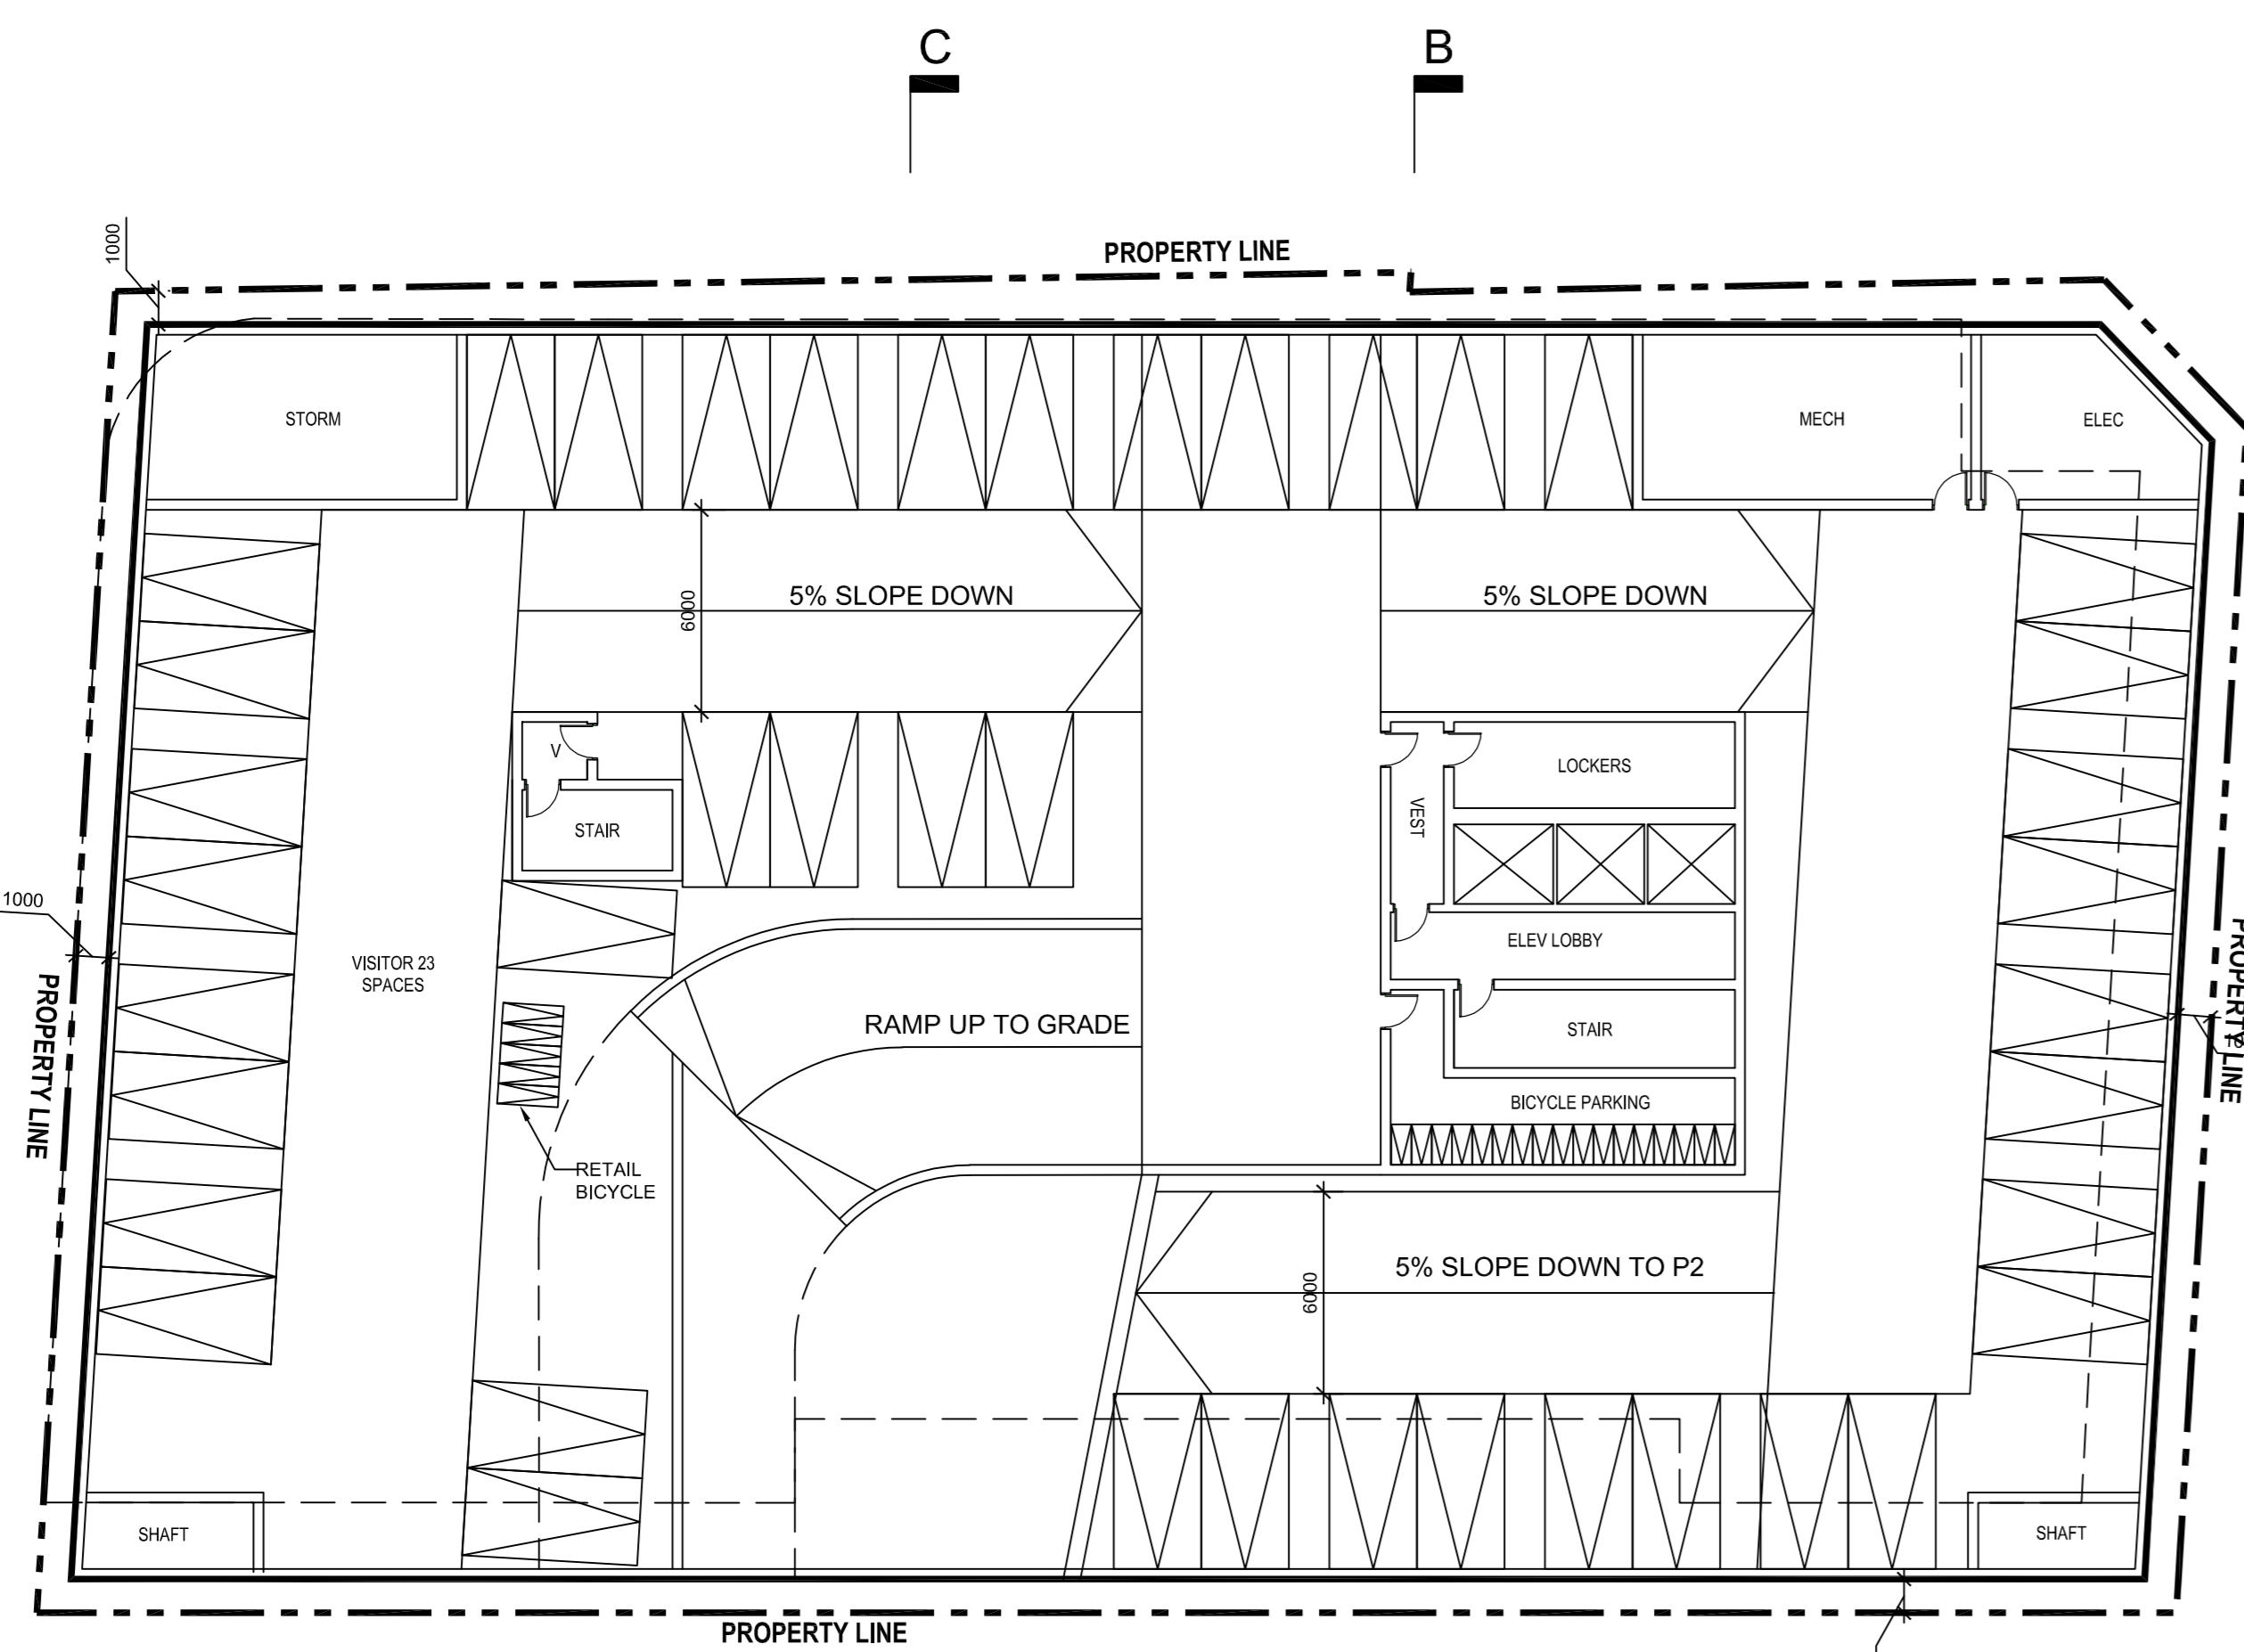 C
B
1000
PROPERTY LINE
STORM
MECH
ELEC
5% SLOPE DOWN
5% SLOPE DOWN
6000
V
STAIR
LOCKERS
VEST
1000
VISITOR 23
SPACES
ELEV LOBBY
PROPERTY LINE
PROPERTY LINE
RAMP UP TO GRADE
STAIR
BICYCLE PARKING
RETAIL
BICYCLE
5% SLOPE DOWN TO P2
6000
SHAFT
SHAFT
PROPERTY LINE